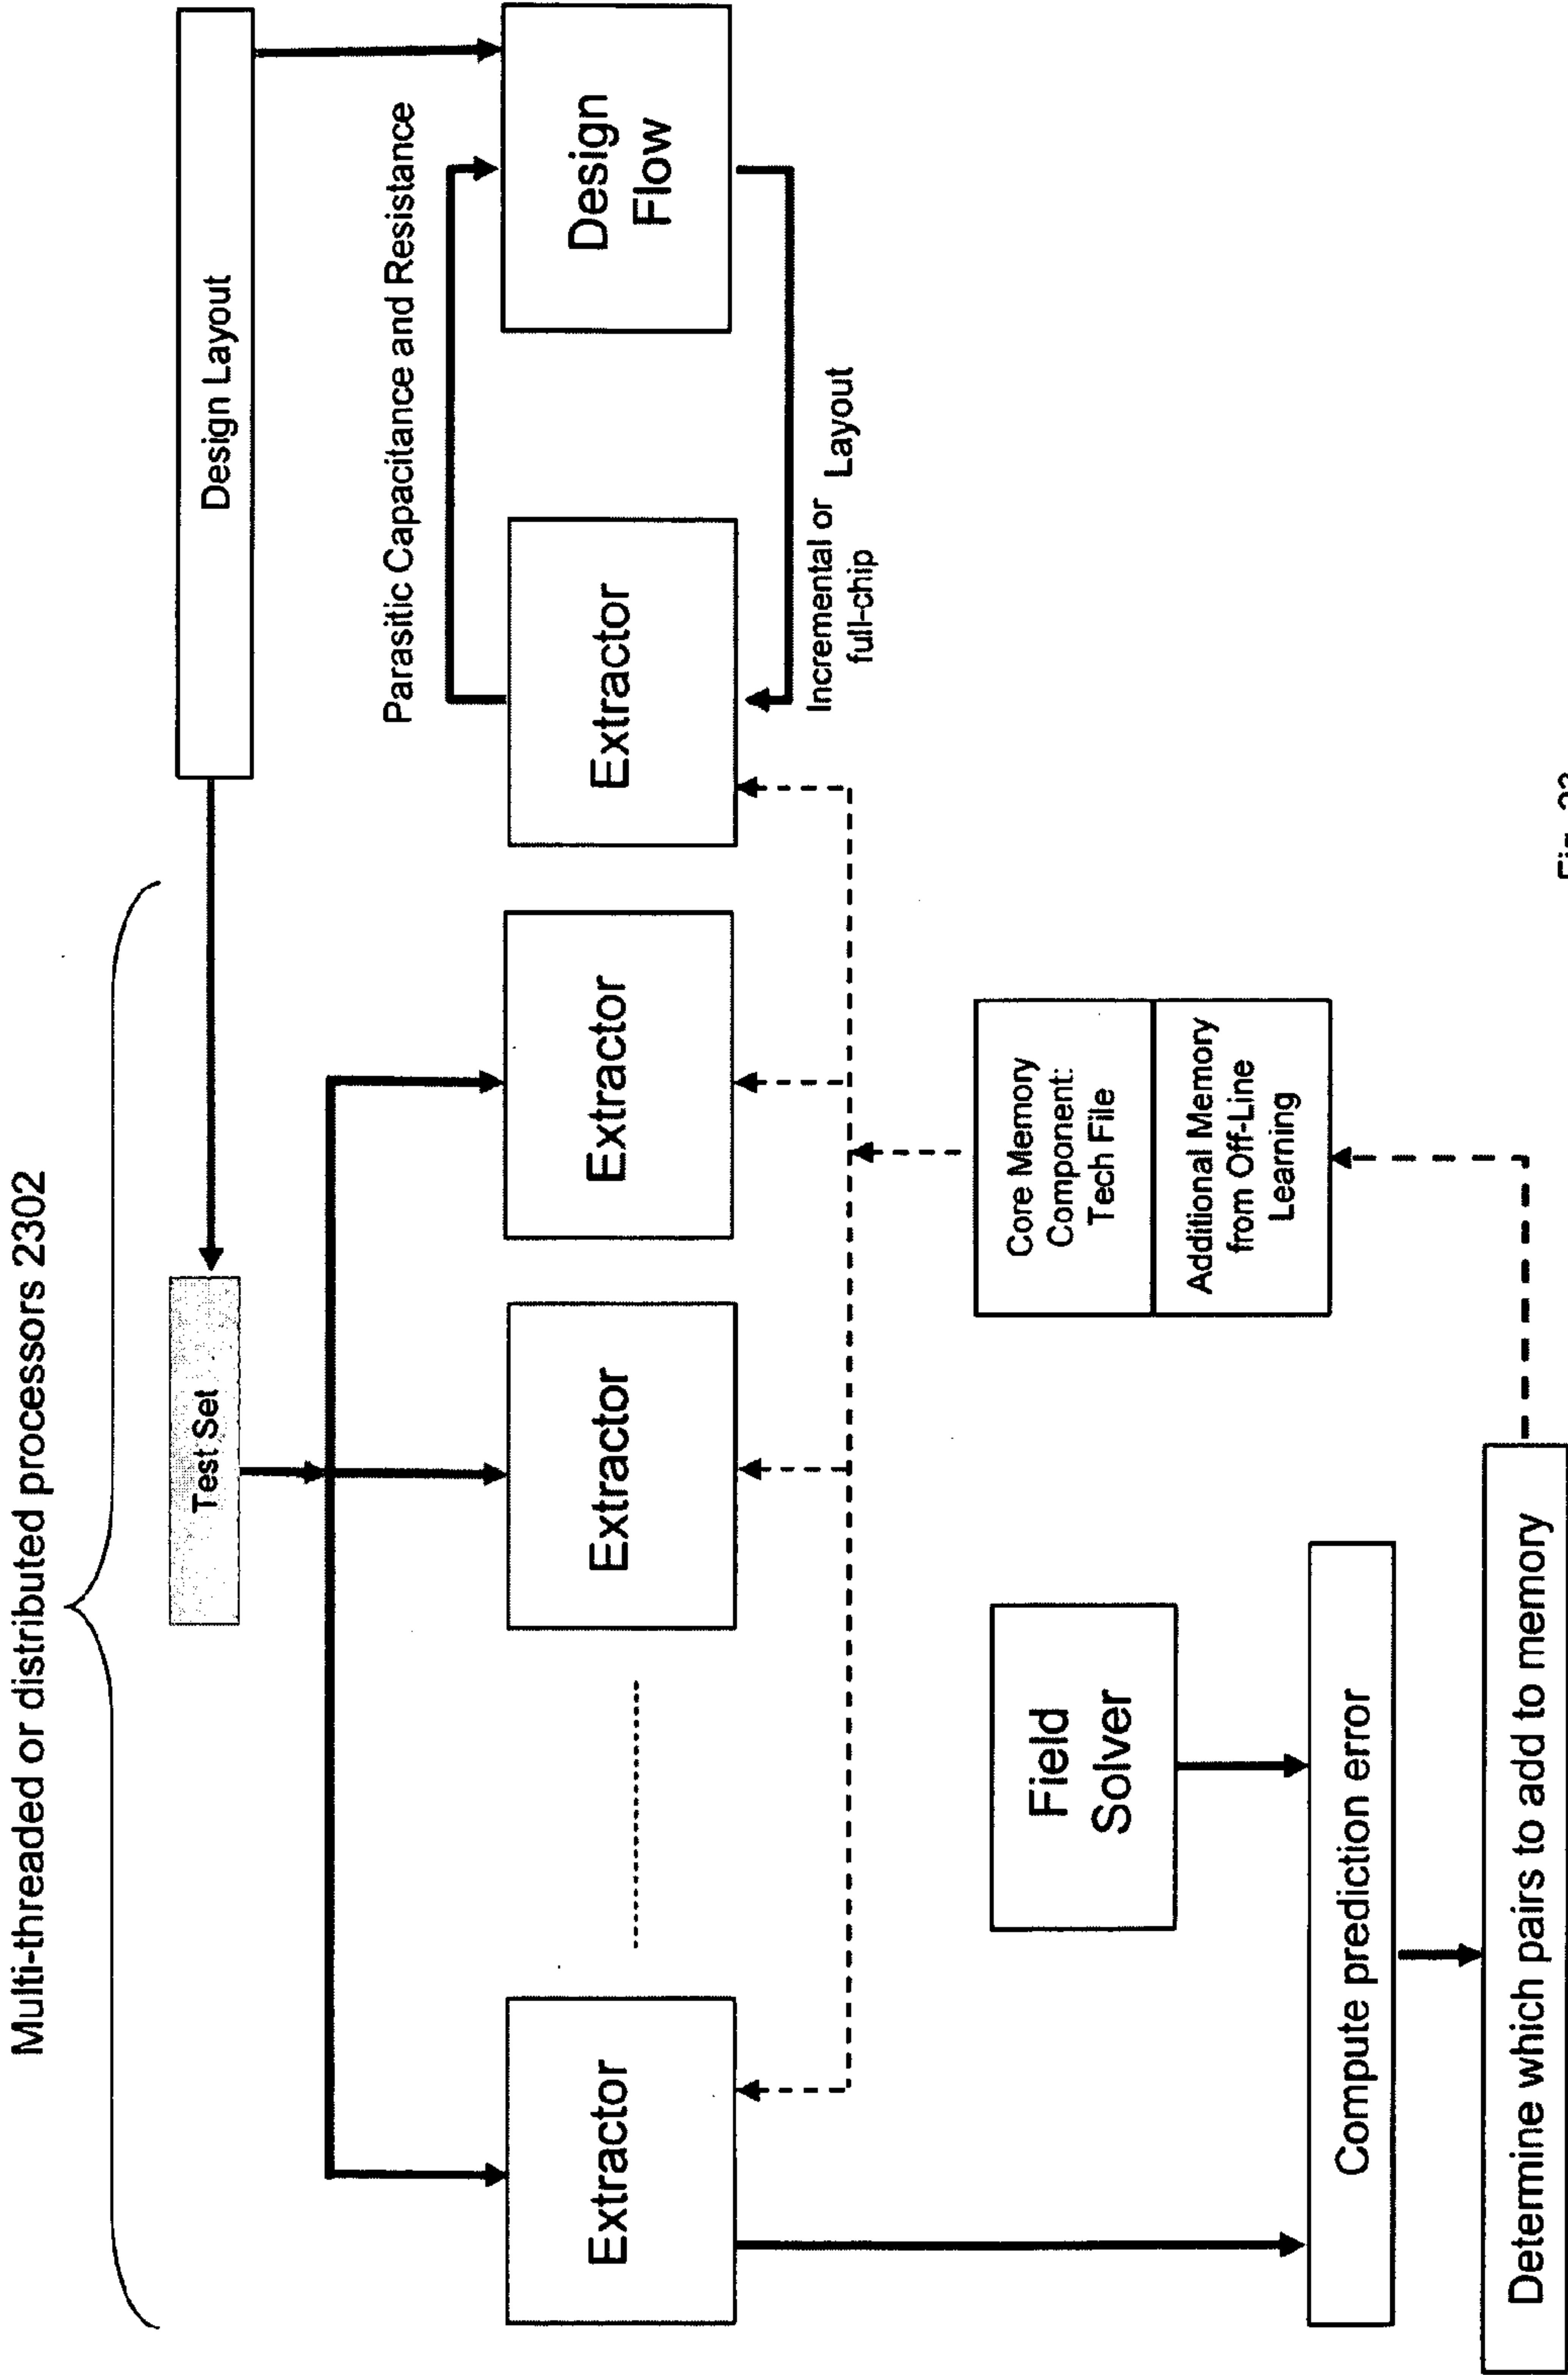 Multi-threaded or distributed processors 2302
Test Set
Design Layout
Parasitic Capacitance and Resistance
Extractor
Extractor
Extractor
Extractor
Design
Flow
Incremental or
full-chip
Layout
Field
Solver
Core Memory
Component:
Tech File
Additional Memory
from Off-Line
Learning
Compute prediction error
Determine which pairs to add to memory